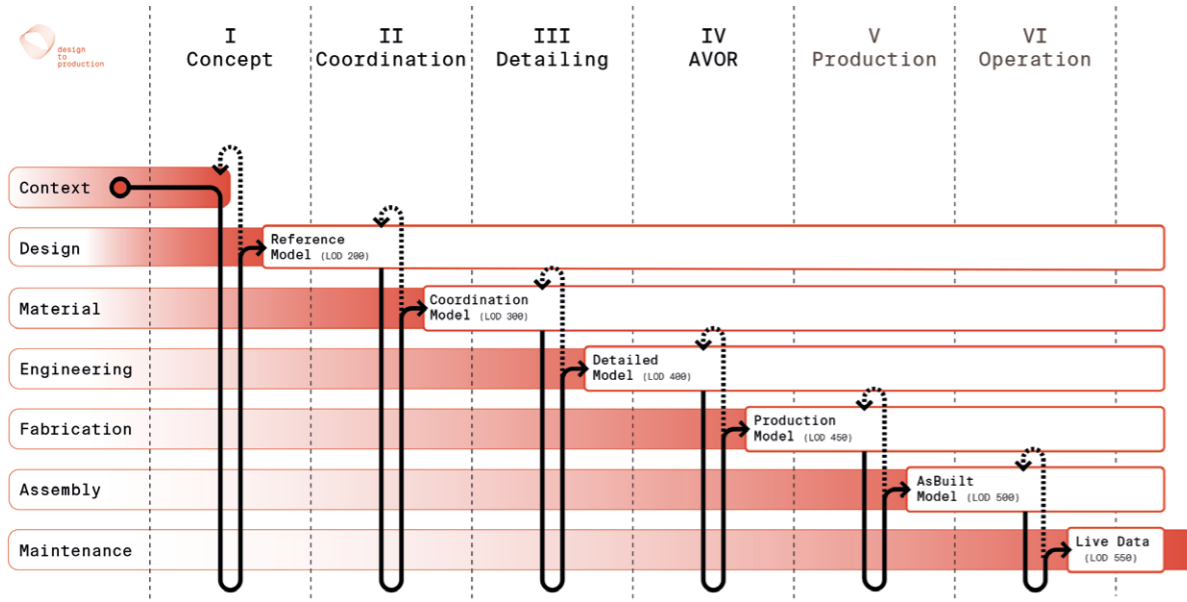 design
to
production
I
Concept
II
Coordination
III
Detailing
IV
AVOR
V
Production
VI
Operation
Context
Design
Reference
Model (LOD 200)
Material
Coordination
Model (LOD 300)
Engineering
Detailed
Model (LOD 400)
Fabrication
Production
Model (LOD 450)
Assembly
AsBuilt
Model (LOD 500)
Maintenance
Live Data
(LOD 550)